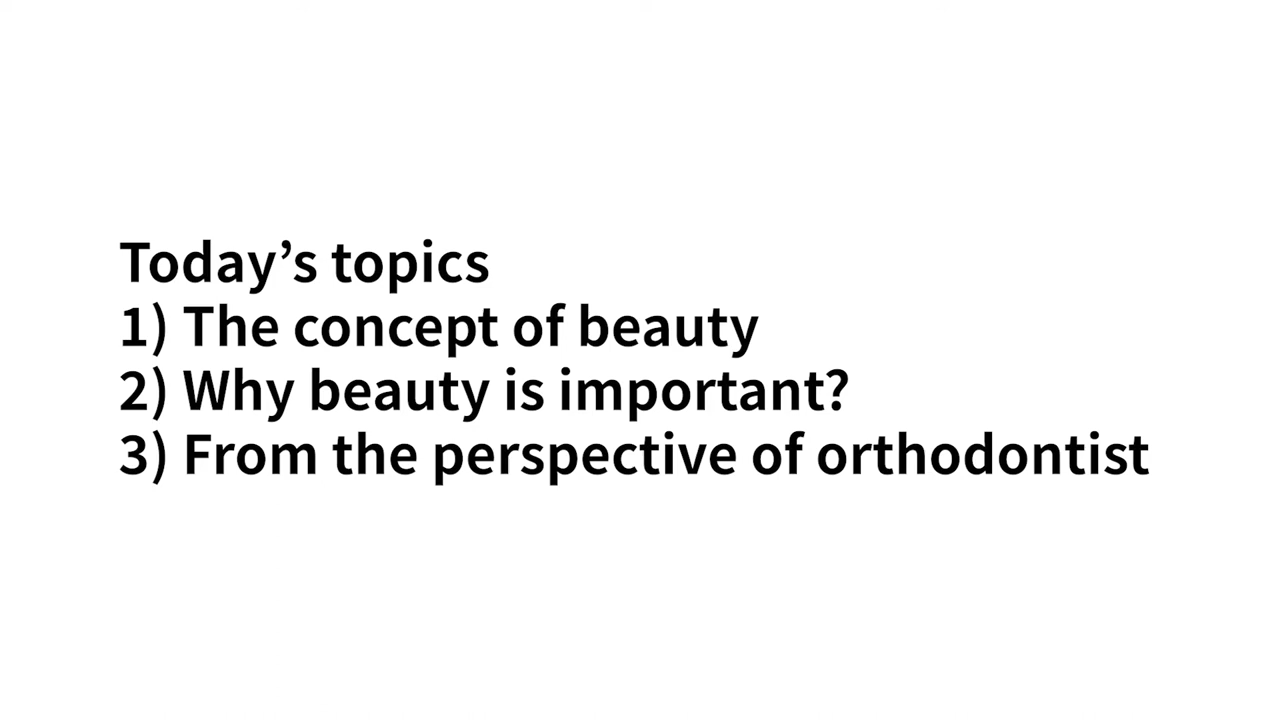 Today’s topics
1) The concept of beauty
2) Why beauty is important?
3) From the perspective of orthodontist